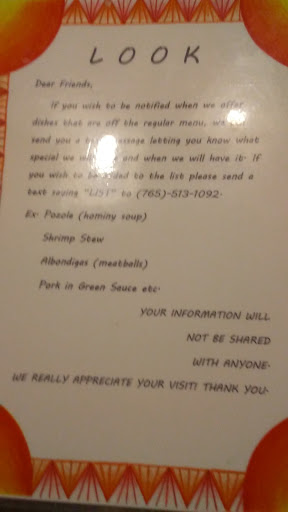 LOOK
Dear Friends,
If you wish to be notified when we offer
dishes that are off the regular menu, we
send you a message letting you know what
special we and when we will have it. If
you wish to be added to the list please send a
text saying "LIST" to (765)-513-1092.
Ex: Pozole (hominy soup)
Shrimp Stew
Albondigas (meatballs)
Pork in Green Sauce etc.
YOUR INFORMATION WILL
NOT BE SHARED
WITH ANYONE.
WE REALLY APPRECIATE YOUR VISIT! THANK YOU.